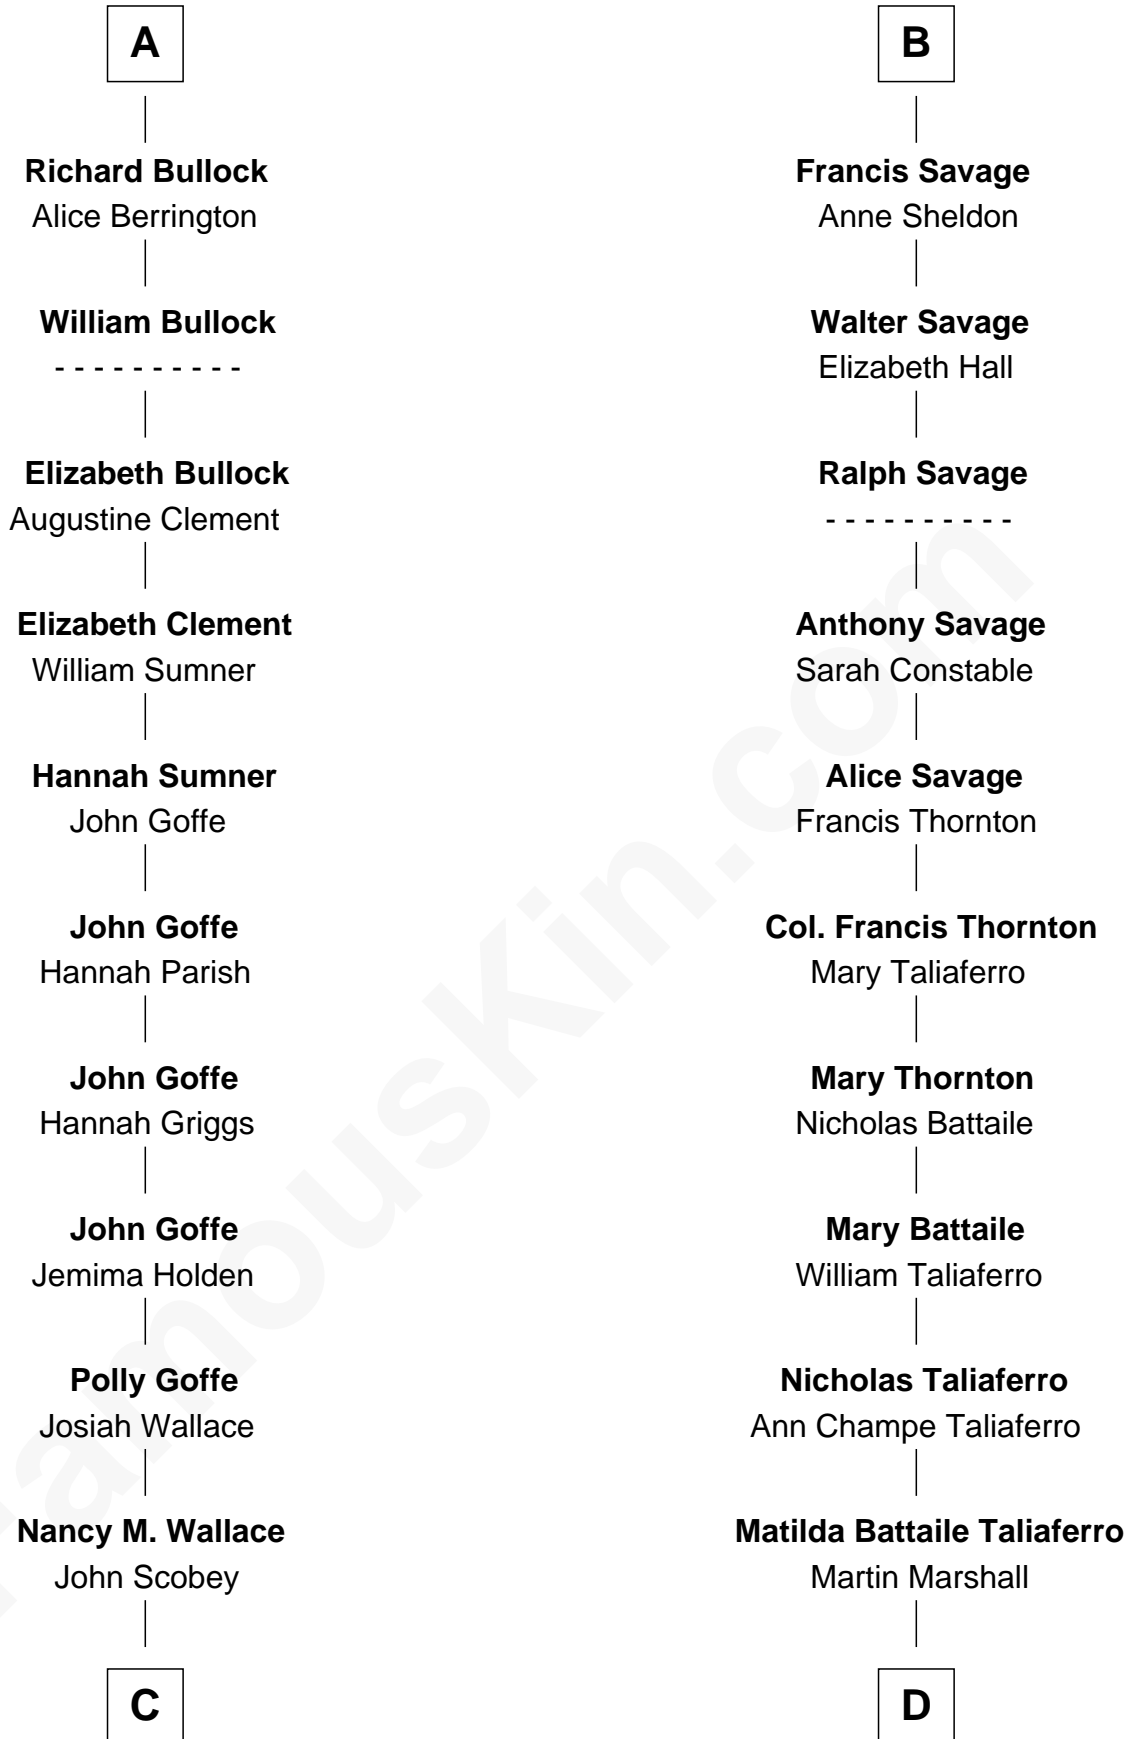 A
Richard Bullock
Alice Berrington
William Bullock
- - - - - - - - - -
Elizabeth Bullock
Augustine Clement
Elizabeth Clement
William Sumner
Hannah Sumner
John Goffe
John Goffe
Hannah Parish
John Goffe
Hannah Griggs
John Goffe
Jemima Holden
Polly Goffe
Josiah Wallace
Nancy M. Wallace
John Scobey
C
B
Francis Savage
Anne Sheldon
Walter Savage
Elizabeth Hall
Ralph Savage
- - - - - - - - - -
Anthony Savage
Sarah Constable
Alice Savage
Francis Thornton
Col. Francis Thornton
Mary Taliaferro
Mary Thornton
Nicholas Battaile
Mary Battaile
William Taliaferro
Nicholas Taliaferro
Ann Champe Taliaferro
Matilda Battaile Taliaferro
Martin Marshall
D
FamousKin.com